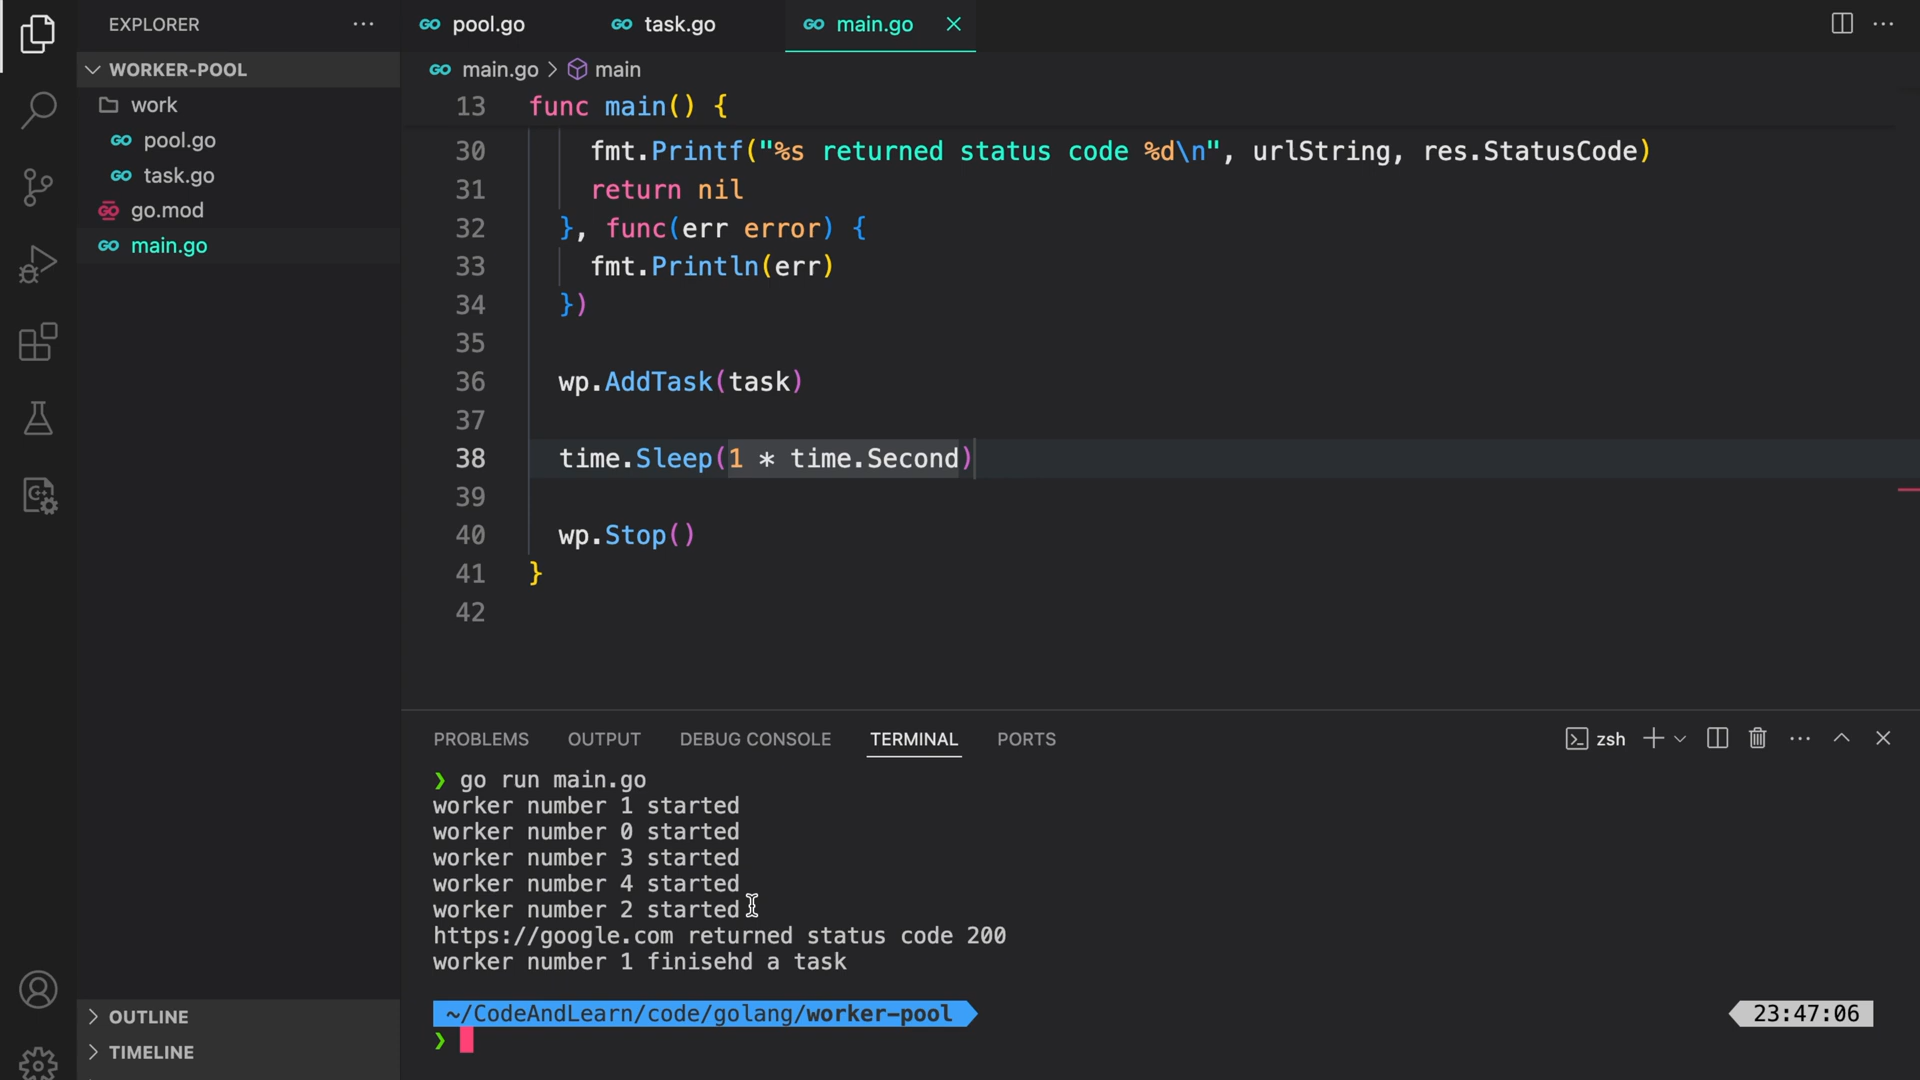 EXPLORER
WORKER-POOL
work
pool.go
task.go
go.mod
main.go
OUTLINE
TIMELINE
pool.go task.go main.go
main.go > main
13 func main() {
30 fmt.Printf("%s returned status code %d\n", urlString, res.StatusCode)
31 return nil
32 }, func(err error) {
33 fmt.Println(err)
34 })
35
36 wp.AddTask(task)
37
38 time.Sleep(1 * time.Second)
39
40 wp.Stop()
41 }
42
PROBLEMS OUTPUT DEBUG CONSOLE TERMINAL PORTS zsh
❯ go run main.go
worker number 1 started
worker number 0 started
worker number 3 started
worker number 4 started
worker number 2 started
https://google.com returned status code 200
worker number 1 finisehd a task
~/CodeAndLearn/code/golang/worker-pool 23:47:06
❯